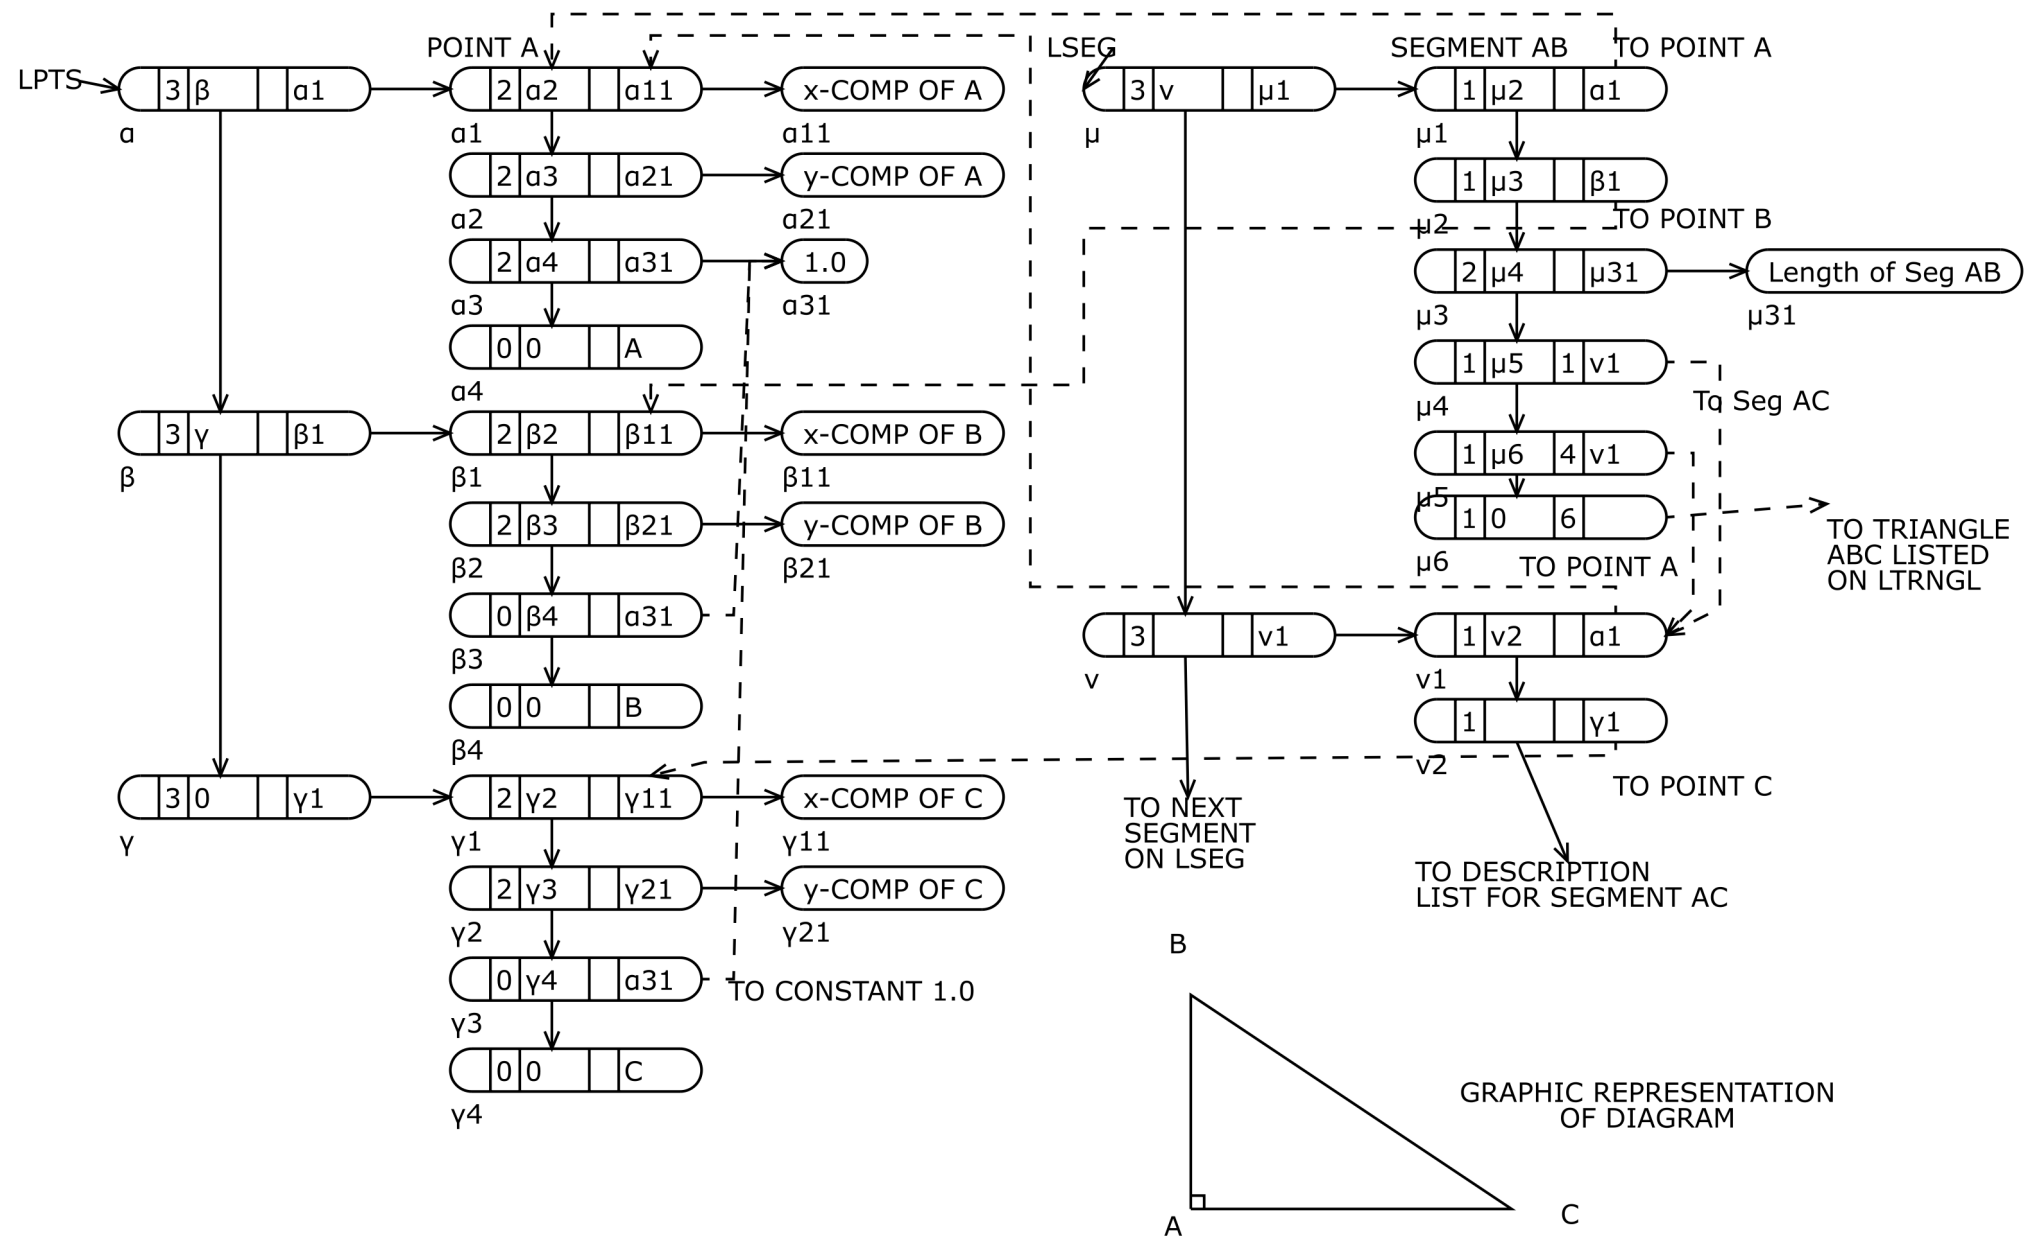 POINT A
LSEG
SEGMENT AB
TO POINT A
LPTS
3 β α1
2 α2 α11
x-COMP OF A
3 v μ1
1 μ2 α1
α
α1
α11
μ
μ1
2 α3 α21
y-COMP OF A
1 μ3 β1
α2
α21
μ2
TO POINT B
2 α4 α31
1.0
2 μ4 μ31
Length of Seg AB
α3
α31
μ3
μ31
0 0 A
1 μ5 1 v1
α4
μ4
To Seg AC
3 γ β1
2 β2 β11
x-COMP OF B
1 μ6 4 v1
β
β1
β11
μ5
2 β3 β21
y-COMP OF B
1 0 6
TO TRIANGLE
ABC LISTED
ON LTRNGL
β2
β21
μ6
TO POINT A
0 β4 α31
3 v1
1 v2 α1
β3
v
v1
0 0 B
1 γ1
β4
v2
3 0 γ1
2 γ2 γ11
x-COMP OF C
TO NEXT
SEGMENT
ON LSEG
TO POINT C
γ
γ1
γ11
2 γ3 γ21
y-COMP OF C
TO DESCRIPTION
LIST FOR SEGMENT AC
γ2
γ21
B
0 γ4 α31
TO CONSTANT 1.0
γ3
0 0 C
γ4
GRAPHIC REPRESENTATION
OF DIAGRAM
A
C